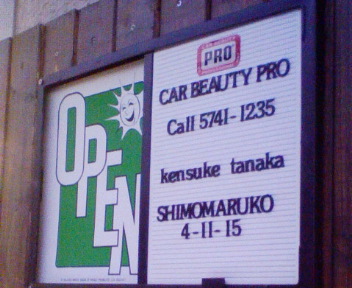 OPEN
PRO
CAR BEAUTY PRO
Call 5741-1235
kensuke tanaka
SHIMOMARUKO
4-11-15